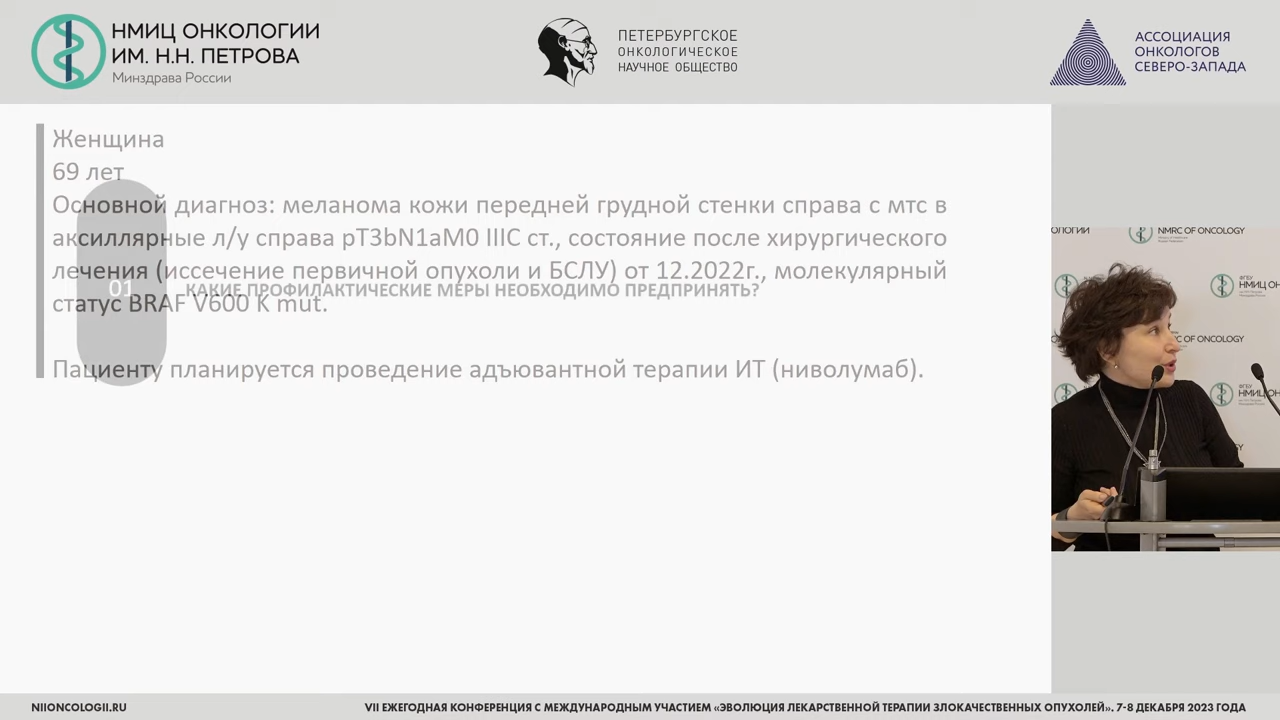 НМИЦ ОНКОЛОГИИ
ИМ. Н.Н. ПЕТРОВА
Минздрава России
ПЕТЕРБУРГСКОЕ
ОНКОЛОГИЧЕСКОЕ
НАУЧНОЕ ОБЩЕСТВО
АССОЦИАЦИЯ
ОНКОЛОГОВ
СЕВЕРО-ЗАПАДА
Женщина
69 лет
Основной диагноз: меланома кожи передней грудной стенки справа с мтс в
аксиллярные л/у справа pT3bN1aM0 IIIC ст., состояние после хирургического
лечения (иссечение первичной опухоли и БСЛУ) от 12.2022г., молекулярный
статус BRAF V600 K mut.
01
КАКИЕ ПРОФИЛАКТИЧЕСКИЕ МЕРЫ НЕОБХОДИМО ПРЕДПРИНЯТЬ?
Пациенту планируется проведение адъювантной терапии ИТ (ниволумаб).
NMRC OF ONCOLOGY
ФГБУ
OF ONCOLOGY
ФГБУ
NIIONCOLOGII.RU
VII ЕЖЕГОДНАЯ КОНФЕРЕНЦИЯ С МЕЖДУНАРОДНЫМ УЧАСТИЕМ «ЭВОЛЮЦИЯ ЛЕКАРСТВЕННОЙ ТЕРАПИИ ЗЛОКАЧЕСТВЕННЫХ ОПУХОЛЕЙ». 7-8 ДЕКАБРЯ 2023 ГОДА